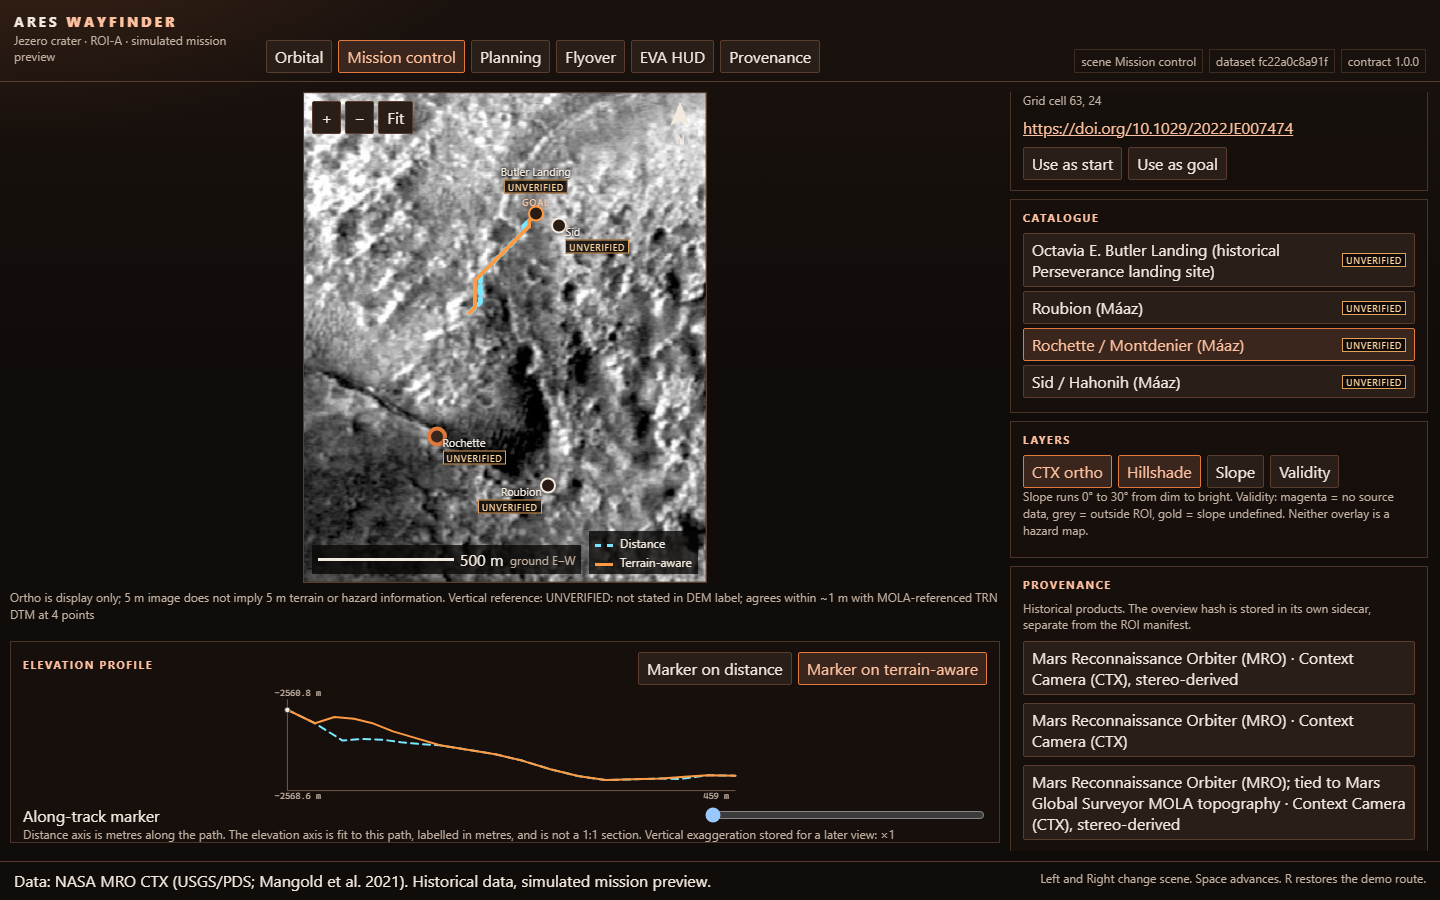 ARES WAYFINDER
Jezero crater · ROI-A · simulated mission
preview
Orbital
Mission control
Planning
Flyover
EVA HUD
Provenance
scene Mission control
dataset fc22a0c8a91f
contract 1.0.0
+
−
Fit
N
Butler Landing
UNVERIFIED
GOAL
Sid
UNVERIFIED
Rochette
UNVERIFIED
Roubion
UNVERIFIED
500 m ground E–W
Distance
Terrain-aware
Ortho is display only; 5 m image does not imply 5 m terrain or hazard information. Vertical reference: UNVERIFIED: not stated in DEM label; agrees within ~1 m with MOLA-referenced TRN
DTM at 4 points
ELEVATION PROFILE
Marker on distance
Marker on terrain-aware
−2560.8 m
−2568.6 m
459 m
Along-track marker
Distance axis is metres along the path. The elevation axis is fit to this path, labelled in metres, and is not a 1:1 section. Vertical exaggeration stored for a later view: ×1
Grid cell 63, 24
https://doi.org/10.1029/2022JE007474
Use as start
Use as goal
CATALOGUE
Octavia E. Butler Landing (historical
Perseverance landing site)
UNVERIFIED
Roubion (Máaz)
UNVERIFIED
Rochette / Montdenier (Máaz)
UNVERIFIED
Sid / Hahonih (Máaz)
UNVERIFIED
LAYERS
CTX ortho
Hillshade
Slope
Validity
Slope runs 0° to 30° from dim to bright. Validity: magenta = no source
data, grey = outside ROI, gold = slope undefined. Neither overlay is a
hazard map.
PROVENANCE
Historical products. The overview hash is stored in its own sidecar,
separate from the ROI manifest.
Mars Reconnaissance Orbiter (MRO) · Context
Camera (CTX), stereo-derived
Mars Reconnaissance Orbiter (MRO) · Context
Camera (CTX)
Mars Reconnaissance Orbiter (MRO); tied to Mars
Global Surveyor MOLA topography · Context Camera
(CTX), stereo-derived
Data: NASA MRO CTX (USGS/PDS; Mangold et al. 2021). Historical data, simulated mission preview.
Left and Right change scene. Space advances. R restores the demo route.